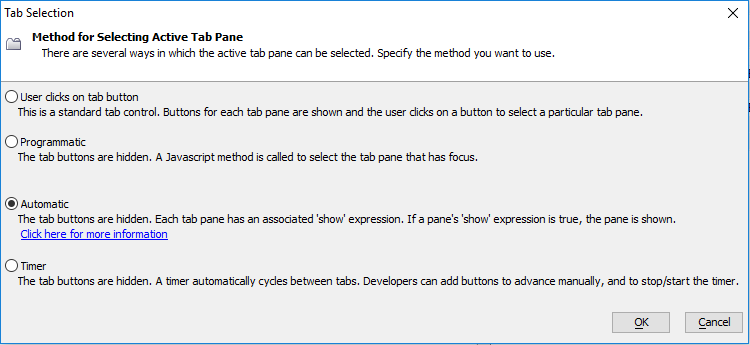 Tab Selection
Method for Selecting Active Tab Pane
There are several ways in which the active tab pane can be selected. Specify the method you want to use.
User clicks on tab button
This is a standard tab control. Buttons for each tab pane are shown and the user clicks on a button to select a particular tab pane.
Programmatic
The tab buttons are hidden. A Javascript method is called to select the tab pane that has focus.
Automatic
The tab buttons are hidden. Each tab pane has an associated 'show' expression. If a pane's 'show' expression is true, the pane is shown.
Click here for more information
Timer
The tab buttons are hidden. A timer automatically cycles between tabs. Developers can add buttons to advance manually, and to stop/start the timer.
OK Cancel